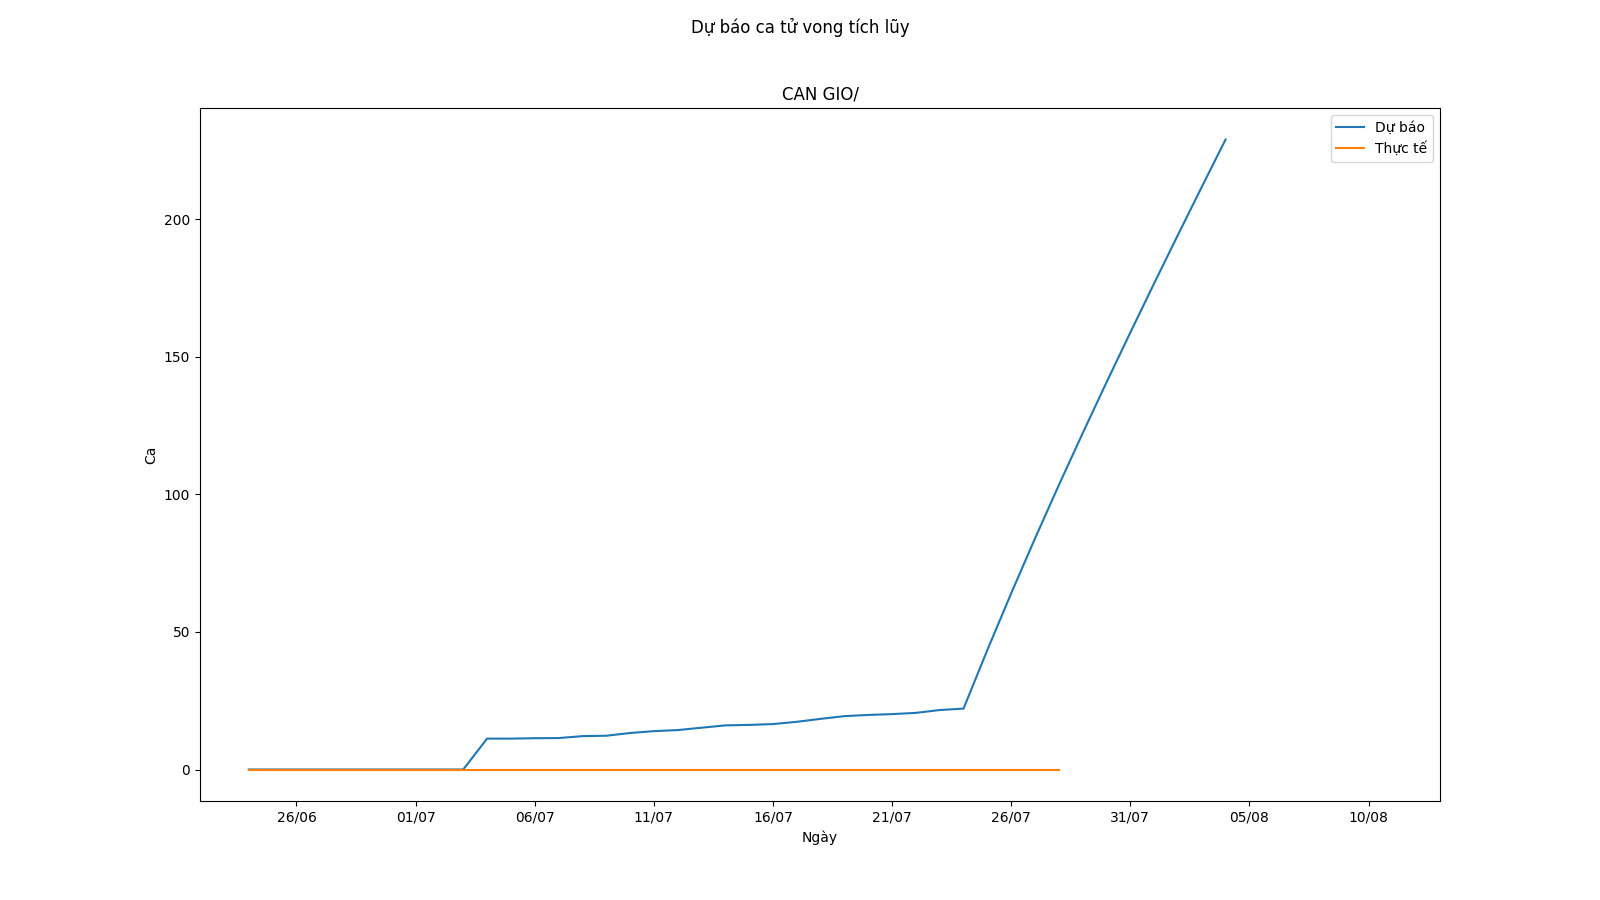 Dự báo ca tử vong tích lũy
CAN GIO/
Dự báo
Thực tế
200
150
100
50
0
Ca
26/06 01/07 06/07 11/07 16/07 21/07 26/07 31/07 05/08 10/08
Ngày